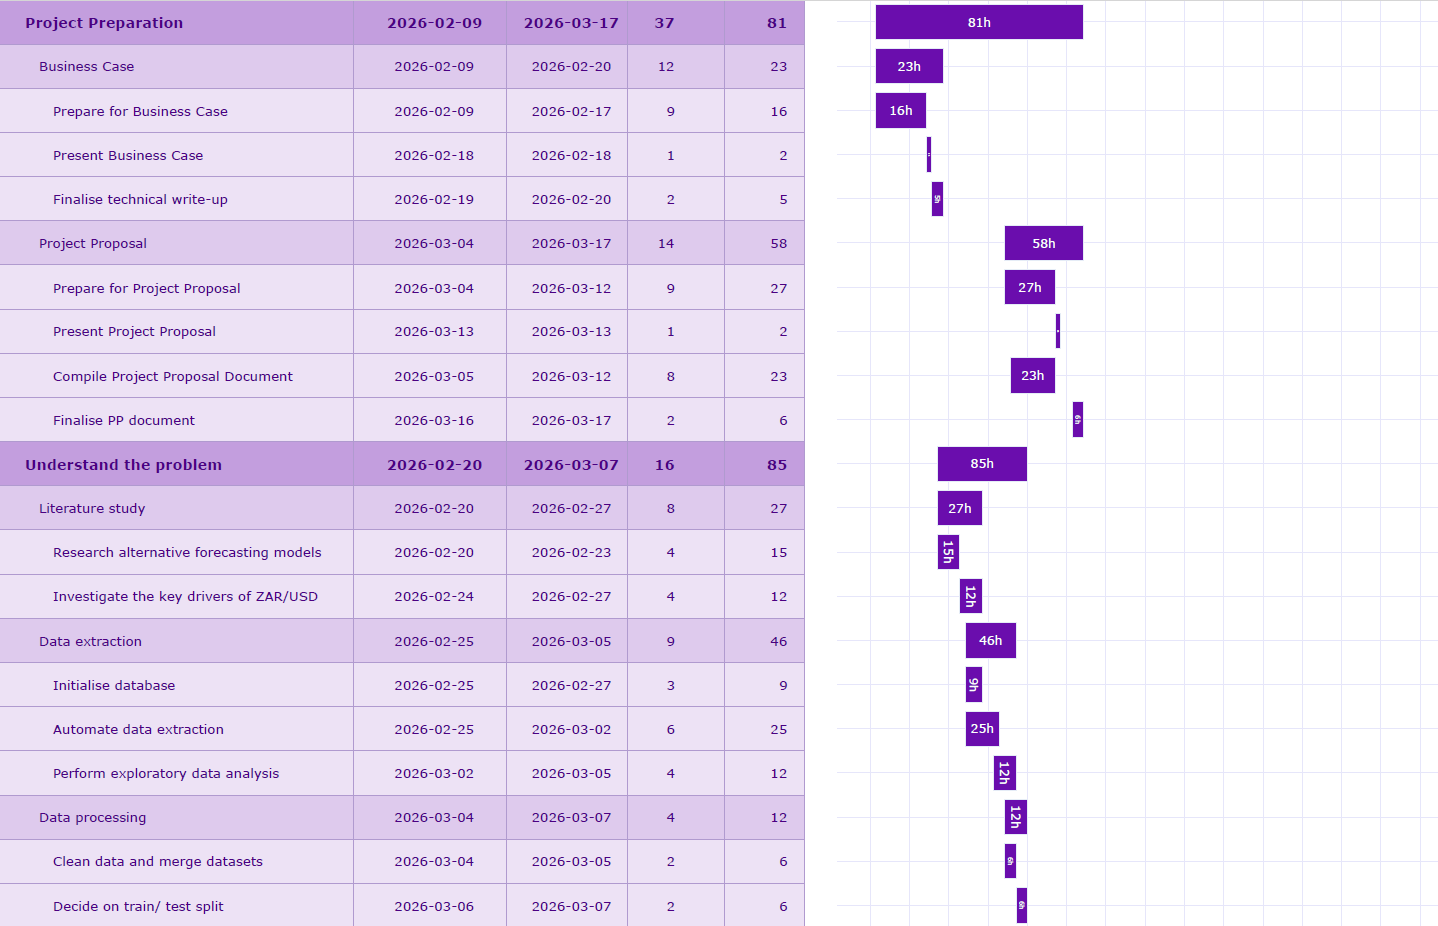 Project Preparation 2026-02-09 2026-03-17 37 81 81h
Business Case 2026-02-09 2026-02-20 12 23 23h
Prepare for Business Case 2026-02-09 2026-02-17 9 16 16h
Present Business Case 2026-02-18 2026-02-18 1 2
Finalise technical write-up 2026-02-19 2026-02-20 2 5 5h
Project Proposal 2026-03-04 2026-03-17 14 58 58h
Prepare for Project Proposal 2026-03-04 2026-03-12 9 27 27h
Present Project Proposal 2026-03-13 2026-03-13 1 2
Compile Project Proposal Document 2026-03-05 2026-03-12 8 23 23h
Finalise PP document 2026-03-16 2026-03-17 2 6 6h
Understand the problem 2026-02-20 2026-03-07 16 85 85h
Literature study 2026-02-20 2026-02-27 8 27 27h
Research alternative forecasting models 2026-02-20 2026-02-23 4 15 15h
Investigate the key drivers of ZAR/USD 2026-02-24 2026-02-27 4 12 12h
Data extraction 2026-02-25 2026-03-05 9 46 46h
Initialise database 2026-02-25 2026-02-27 3 9 9h
Automate data extraction 2026-02-25 2026-03-02 6 25 25h
Perform exploratory data analysis 2026-03-02 2026-03-05 4 12 12h
Data processing 2026-03-04 2026-03-07 4 12 12h
Clean data and merge datasets 2026-03-04 2026-03-05 2 6 6h
Decide on train/ test split 2026-03-06 2026-03-07 2 6 6h